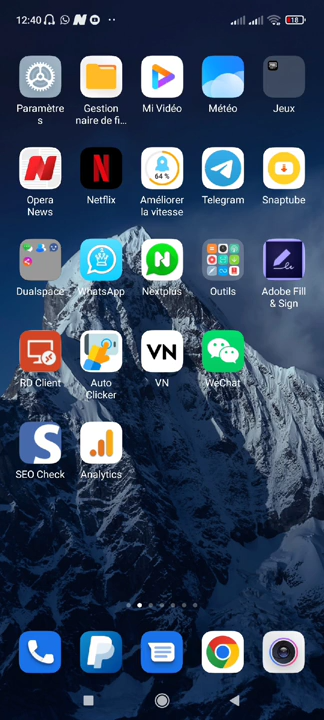 12:40
18
Paramètre
s
Gestion
naire de fi...
Mi Vidéo
Météo
Jeux
Opera
News
Netflix
64 %
Améliorer
la vitesse
Telegram
Snaptube
Dualspace
WhatsApp
Nextplus
Outils
Adobe Fill
& Sign
RD Client
Auto
Clicker
VN
VN
WeChat
S
SEO Check
Analytics